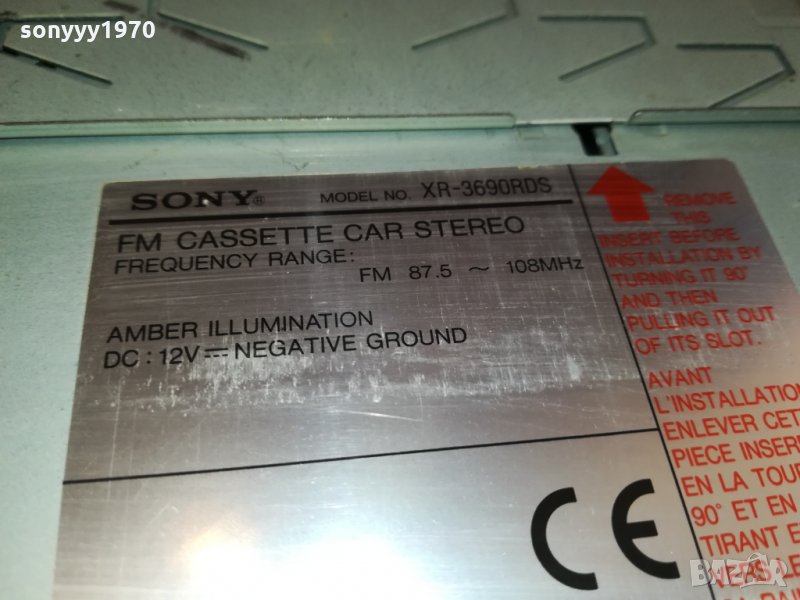 sonyyy1970
SONY® MODEL NO. XR-3690RDS
FM CASSETTE CAR STEREO
FREQUENCY RANGE:
FM 87.5 ~ 108MHz
AMBER ILLUMINATION
DC : 12V⎓ NEGATIVE GROUND
CE
REMOVE
THIS
INSERT BEFORE
INSTALLATION BY
TURNING IT 90°
AND THEN
PULLING IT OUT
OF ITS SLOT.
AVANT
L'INSTALLATION
ENLEVER CET
PIECE INSER
EN LA TOU
90° ET EN
TIRANT E
BAZAR